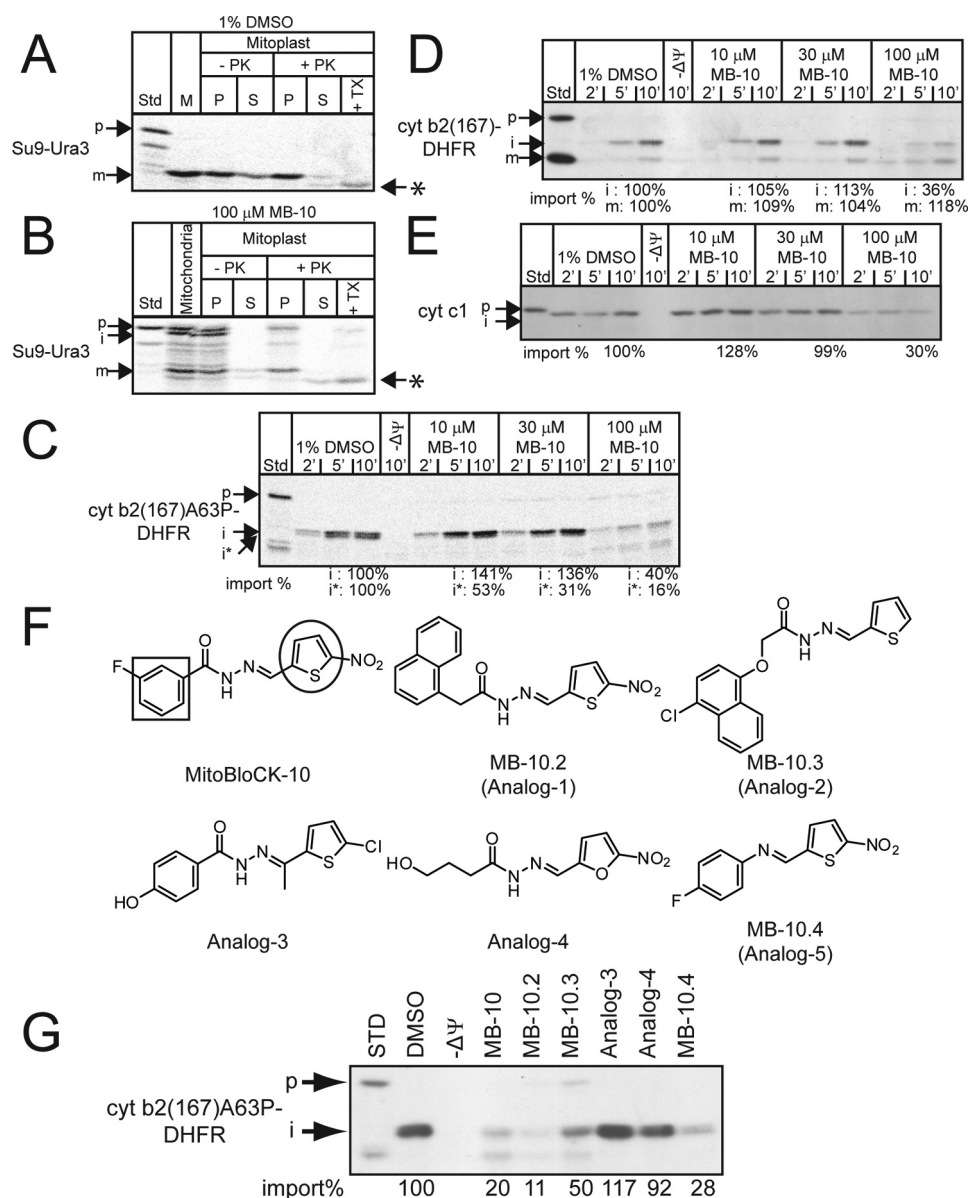 A
1% DMSO
Mitoplast
- PK
+ PK
Std
M
P
S
P
S
+ TX
p
Su9-Ura3
m
*
B
100 μM MB-10
Mitoplast
- PK
+ PK
Std
Mitochondria
P
S
P
S
+ TX
p
i
Su9-Ura3
m
*
C
Std
1% DMSO
2' 5' 10'
-ΔΨ
10'
10 μM
MB-10
2' 5' 10'
30 μM
MB-10
2' 5' 10'
100 μM
MB-10
2' 5' 10'
p
cyt b2(167)A63P-
DHFR
i
i*
import %
i : 100%
i*: 100%
i : 141%
i*: 53%
i : 136%
i*: 31%
i : 40%
i*: 16%
D
Std
1% DMSO
2' 5' 10'
-ΔΨ
10'
10 μM
MB-10
2' 5' 10'
30 μM
MB-10
2' 5' 10'
100 μM
MB-10
2' 5' 10'
p
cyt b2(167)-
DHFR
i
m
import %
i : 100%
m: 100%
i : 105%
m: 109%
i : 113%
m: 104%
i : 36%
m: 118%
E
Std
1% DMSO
2' 5' 10'
-ΔΨ
10'
10 μM
MB-10
2' 5' 10'
30 μM
MB-10
2' 5' 10'
100 μM
MB-10
2' 5' 10'
cyt c1
p
i
import %
100%
128%
99%
30%
F
F
O
N
H
N
S
NO2
MitoBloCK-10
O
N
H
N
S
NO2
MB-10.2
(Analog-1)
O
N
H
N
S
O
Cl
MB-10.3
(Analog-2)
O
N
H
N
S
Cl
HO
Analog-3
HO
O
N
H
N
O
NO2
Analog-4
N
S
NO2
F
MB-10.4
(Analog-5)
G
STD
DMSO
-ΔΨ
MB-10
MB-10.2
MB-10.3
Analog-3
Analog-4
MB-10.4
p
cyt b2(167)A63P-
DHFR
i
import%
100 20 11 50 117 92 28